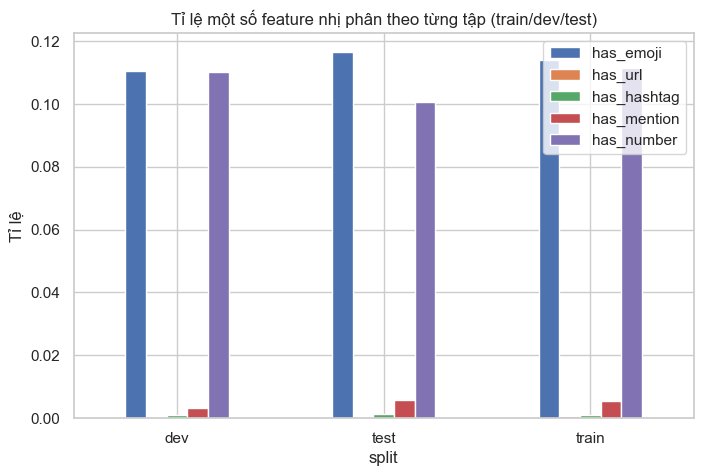 Tỉ lệ một số feature nhị phân theo từng tập (train/dev/test)
0.12
0.10
0.08
0.06
0.04
0.02
0.00
Tỉ lệ
has_emoji
has_url
has_hashtag
has_mention
has_number
dev
test
train
split